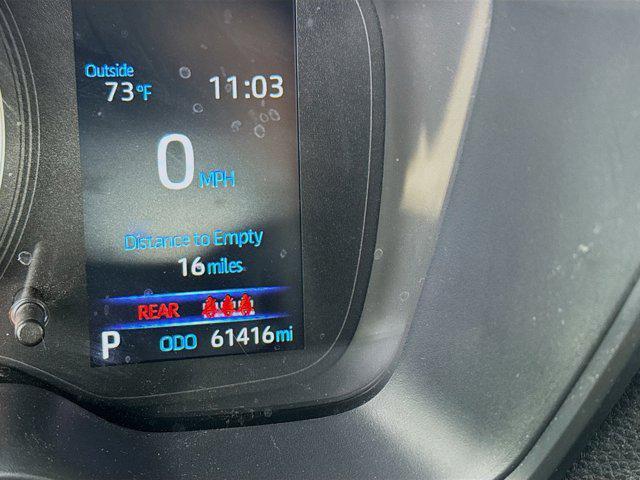 Outside
73°F 11:03
0 MPH
Distance to Empty
16 miles
REAR
P ODO 61416 mi